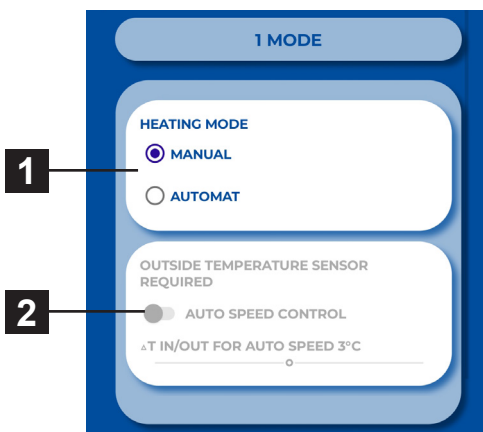 1 MODE
HEATING MODE
MANUAL
1
AUTOMAT
OUTSIDE TEMPERATURE SENSOR
REQUIRED
2
AUTO SPEED CONTROL
▵T IN/OUT FOR AUTO SPEED 3°C